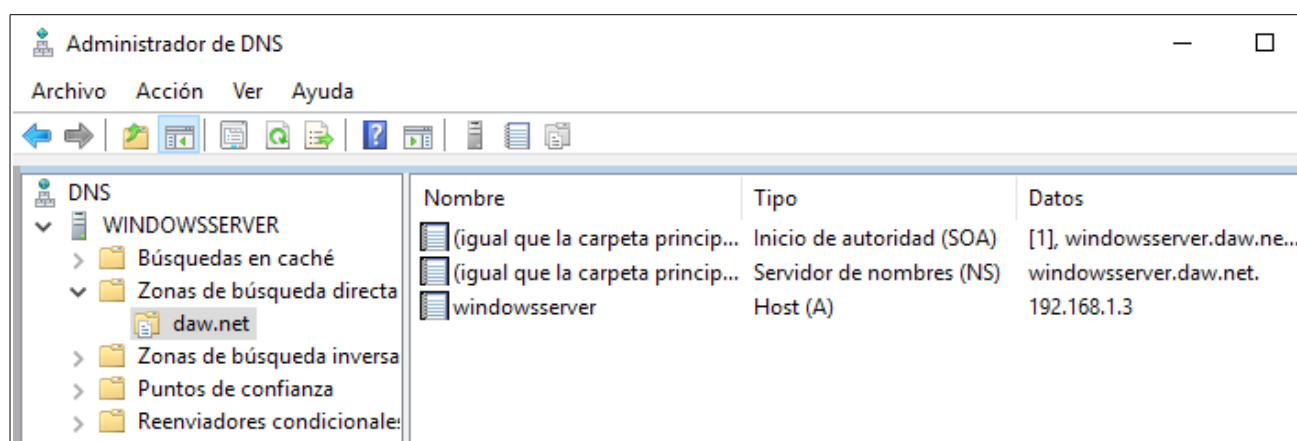 Administrador de DNS
Archivo Acción Ver Ayuda
DNS
WINDOWSSERVER
Búsquedas en caché
Zonas de búsqueda directa
daw.net
Zonas de búsqueda inversa
Puntos de confianza
Reenviadores condicionale
Nombre Tipo Datos
(igual que la carpeta princip... Inicio de autoridad (SOA) [1], windowsserver.daw.ne...
(igual que la carpeta princip... Servidor de nombres (NS) windowsserver.daw.net.
windowsserver Host (A) 192.168.1.3